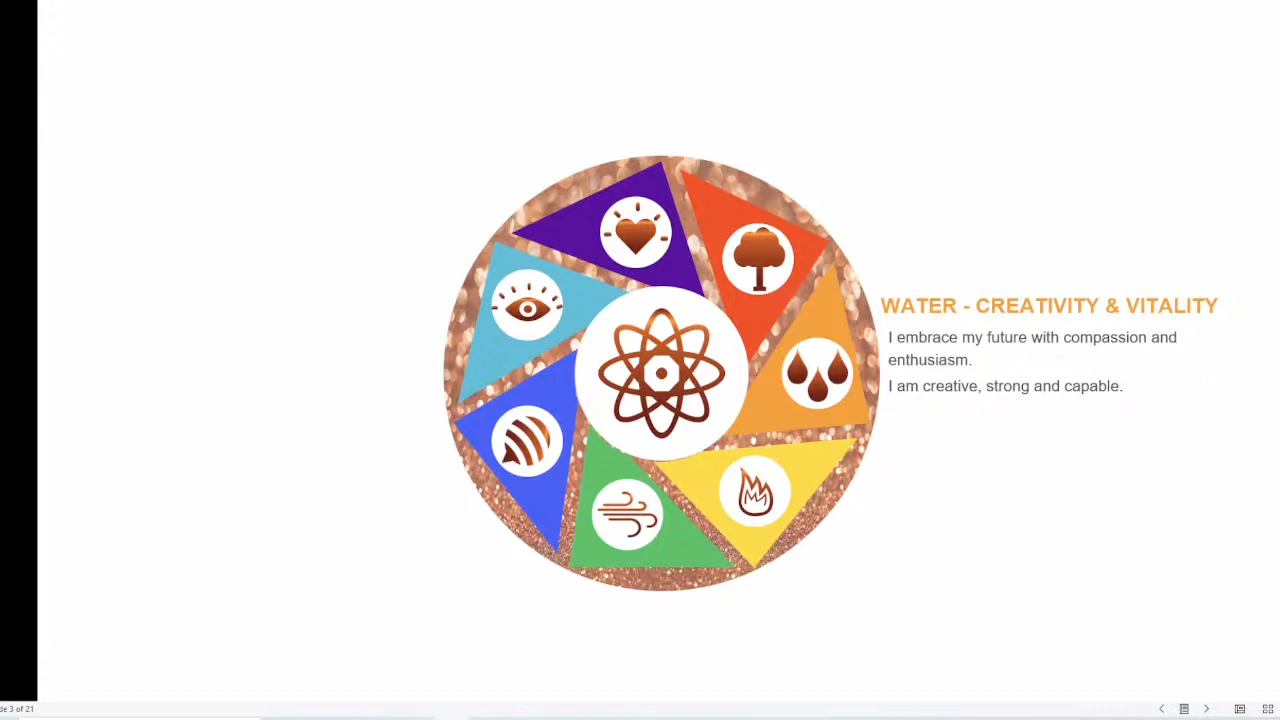 WATER - CREATIVITY & VITALITY
I embrace my future with compassion and
enthusiasm.
I am creative, strong and capable.
de 3 of 21